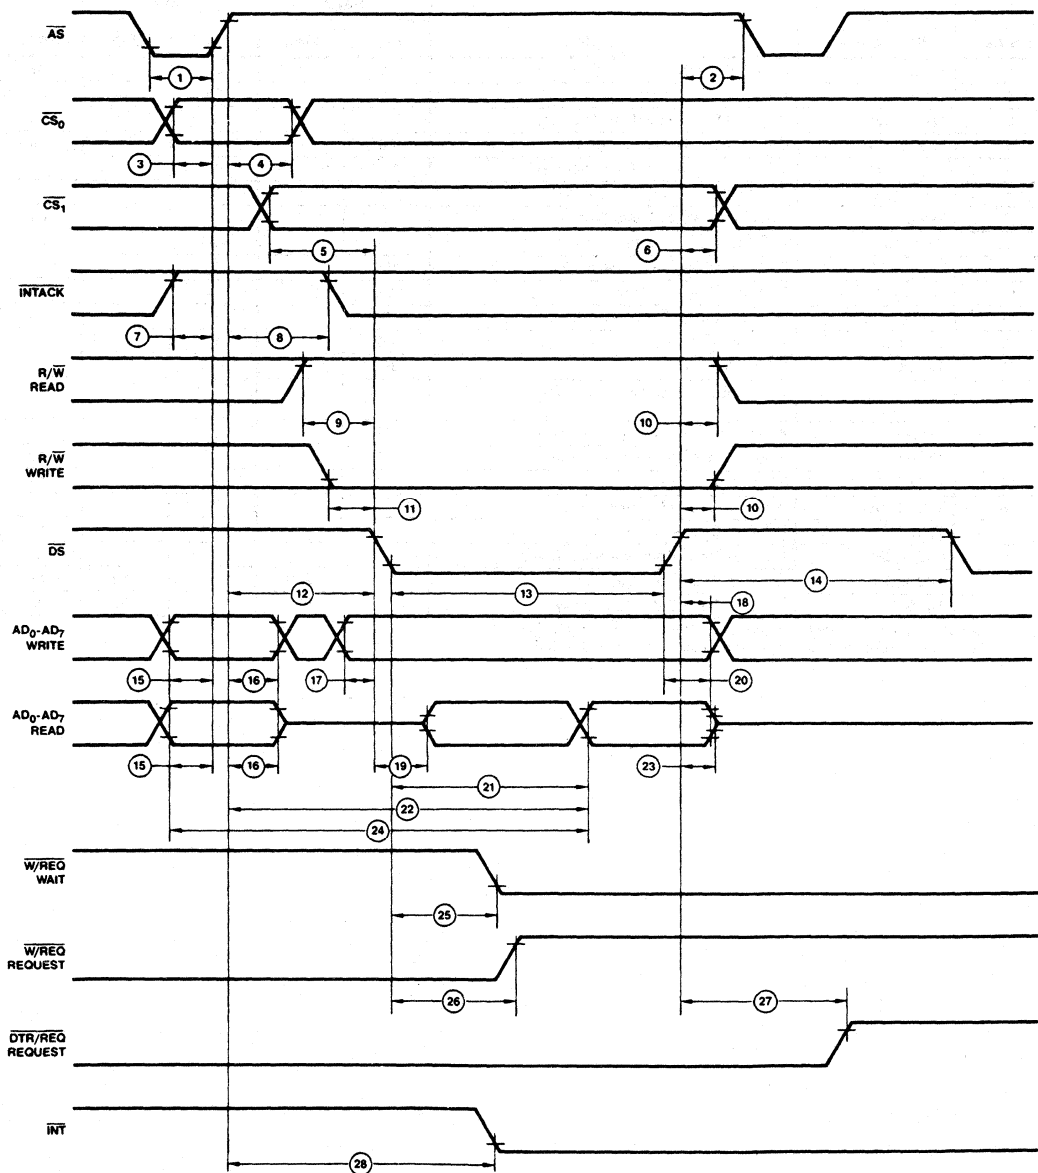 AS
1
2
CS0
3
4
CS1
5
6
INTACK
7
8
R/W
READ
9
10
R/W
WRITE
11
10
DS
12
13
14
18
AD0-AD7
WRITE
15
16
17
20
AD0-AD7
READ
15
16
19
23
21
22
24
W/REQ
WAIT
25
W/REQ
REQUEST
26
27
DTR/REQ
REQUEST
INT
28